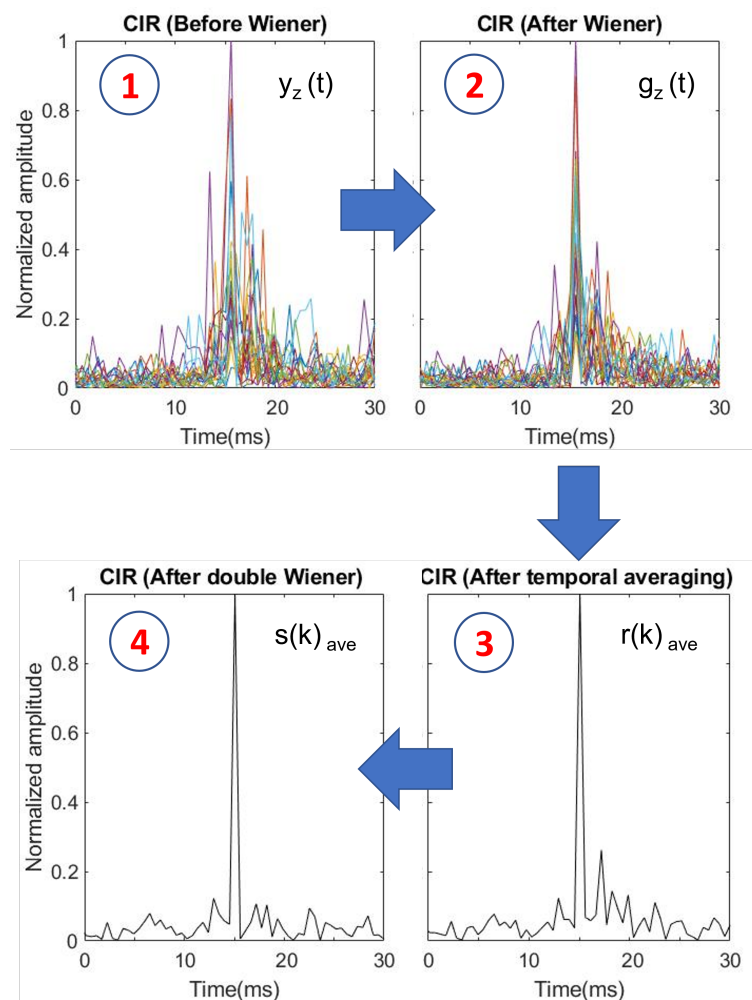 CIR (Before Wiener)
1
y z (t)
Normalized amplitude
1
0.8
0.6
0.4
0.2
0
0 10 20 30
Time(ms)
CIR (After Wiener)
2
g z (t)
0 10 20 30
Time(ms)
CIR (After temporal averaging)
3
r(k) ave
0 10 20 30
Time(ms)
CIR (After double Wiener)
4
s(k) ave
Normalized amplitude
1
0.8
0.6
0.4
0.2
0
0 10 20 30
Time(ms)